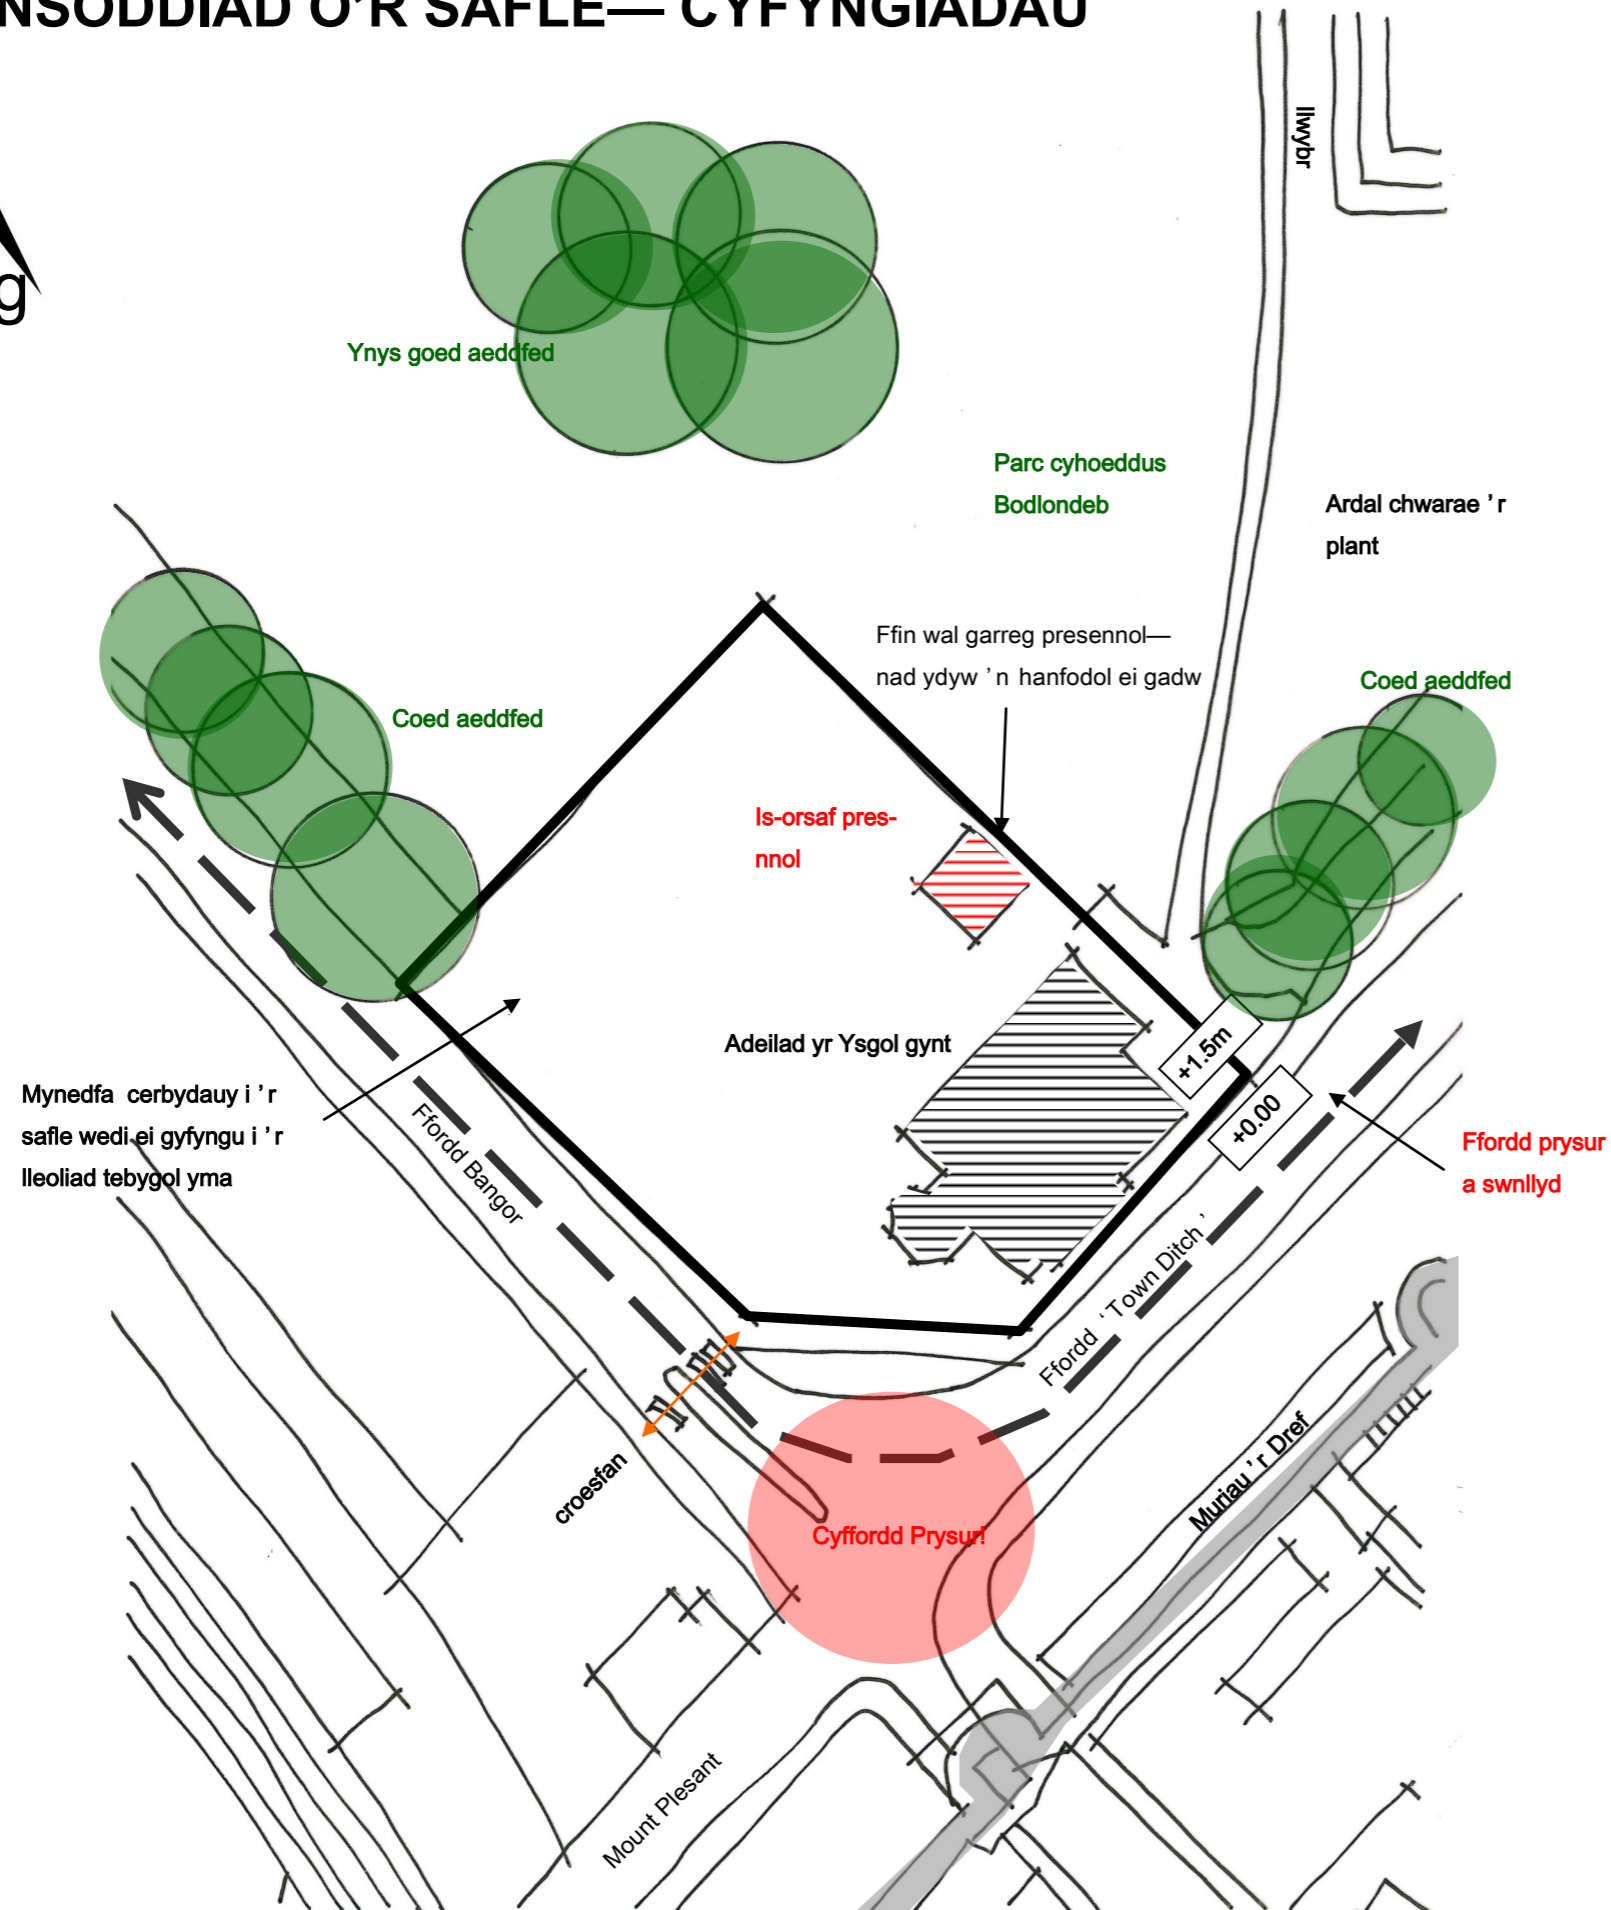 NSODDIAD O’R SAFLE— CYFYNGIADAU
llwybr
g
Ynys goed aeddfed
Parc cyhoeddus
Bodlondeb
Ardal chwarae ’r
plant
Ffin wal garreg presennol—
nad ydyw ’n hanfodol ei gadw
Coed aeddfed
Coed aeddfed
Is-orsaf pres-
nnol
Adeilad yr Ysgol gynt
+1.5m
+0.00
Mynedfa cerbydauy i ’r
safle wedi ei gyfyngu i ’r
lleoliad tebygol yma
Ffordd Bangor
Ffordd prysur
a swnllyd
Ffordd ‘Town Ditch’
croesfan
Muriau ’r Dref
Cyffordd Prysur!
Mount Plesant